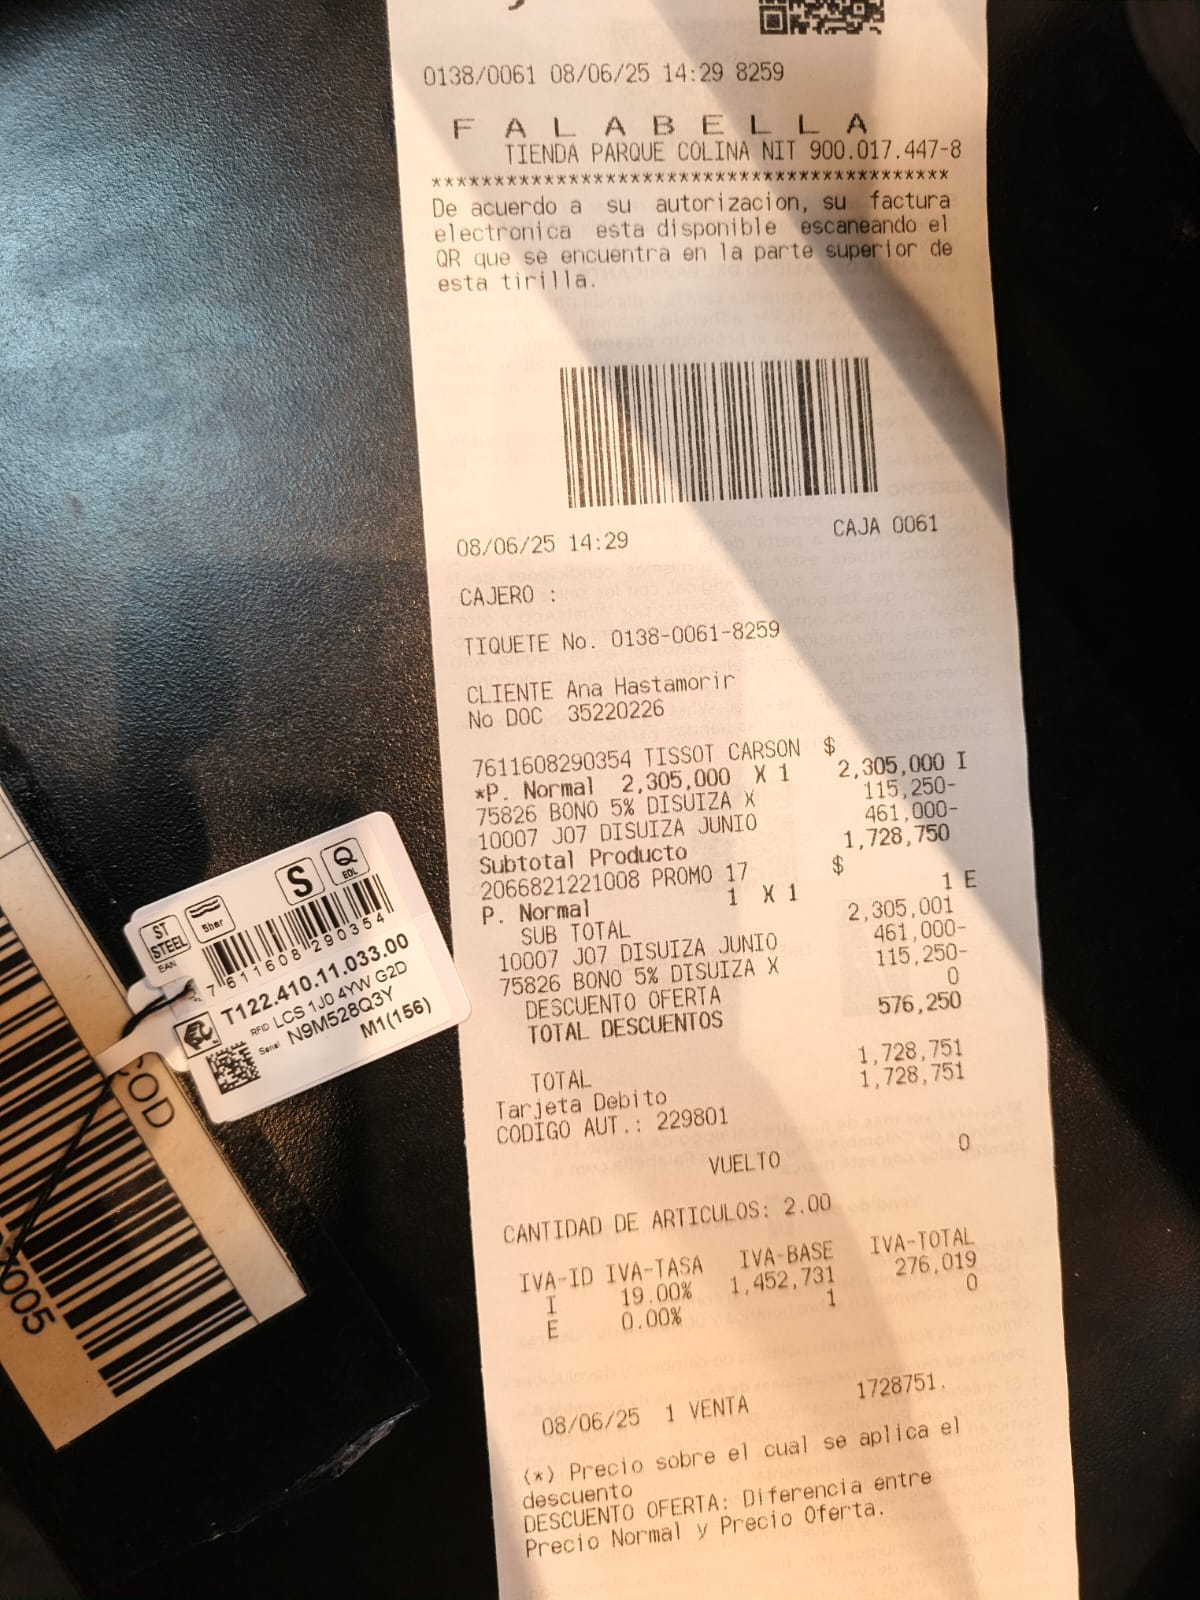 0138/0061 08/06/25 14:29 8259
FALABELLA
TIENDA PARQUE COLINA NIT 900.017.447-8
*****************************************
De acuerdo a su autorizacion, su factura
electronica esta disponible escaneando el
QR que se encuentra en la parte superior de
esta tirilla.
08/06/25 14:29 CAJA 0061
CAJERO :
TIQUETE No. 0138-0061-8259
CLIENTE Ana Hastamorir
No DOC 35220226
7611608290354 TISSOT CARSON $
*P. Normal 2,305,000 X 1 2,305,000 I
75826 BONO 5% DISUIZA X 115,250-
10007 J07 DISUIZA JUNIO 461,000-
Subtotal Producto 1,728,750
2066821221008 PROMO 17 $
P. Normal 1 X 1 1 E
SUB TOTAL 2,305,001
10007 J07 DISUIZA JUNIO 461,000-
75826 BONO 5% DISUIZA X 115,250-
DESCUENTO OFERTA 0
TOTAL DESCUENTOS 576,250
TOTAL 1,728,751
Tarjeta Debito 1,728,751
CODIGO AUT.: 229801
VUELTO 0
CANTIDAD DE ARTICULOS: 2.00
IVA-ID IVA-TASA IVA-BASE IVA-TOTAL
I 19.00% 1,452,731 276,019
E 0.00% 1 0
08/06/25 1 VENTA 1728751.
(*) Precio sobre el cual se aplica el
descuento
DESCUENTO OFERTA: Diferencia entre
Precio Normal y Precio Oferta.
ST
STEEL
5bar
S
Q
EDL
EAN
7611608290354
T122.410.11.033.00
RFID LCS 1J0 4YW G2D
Serial N9M528Q3Y
M1(156)
COD
005